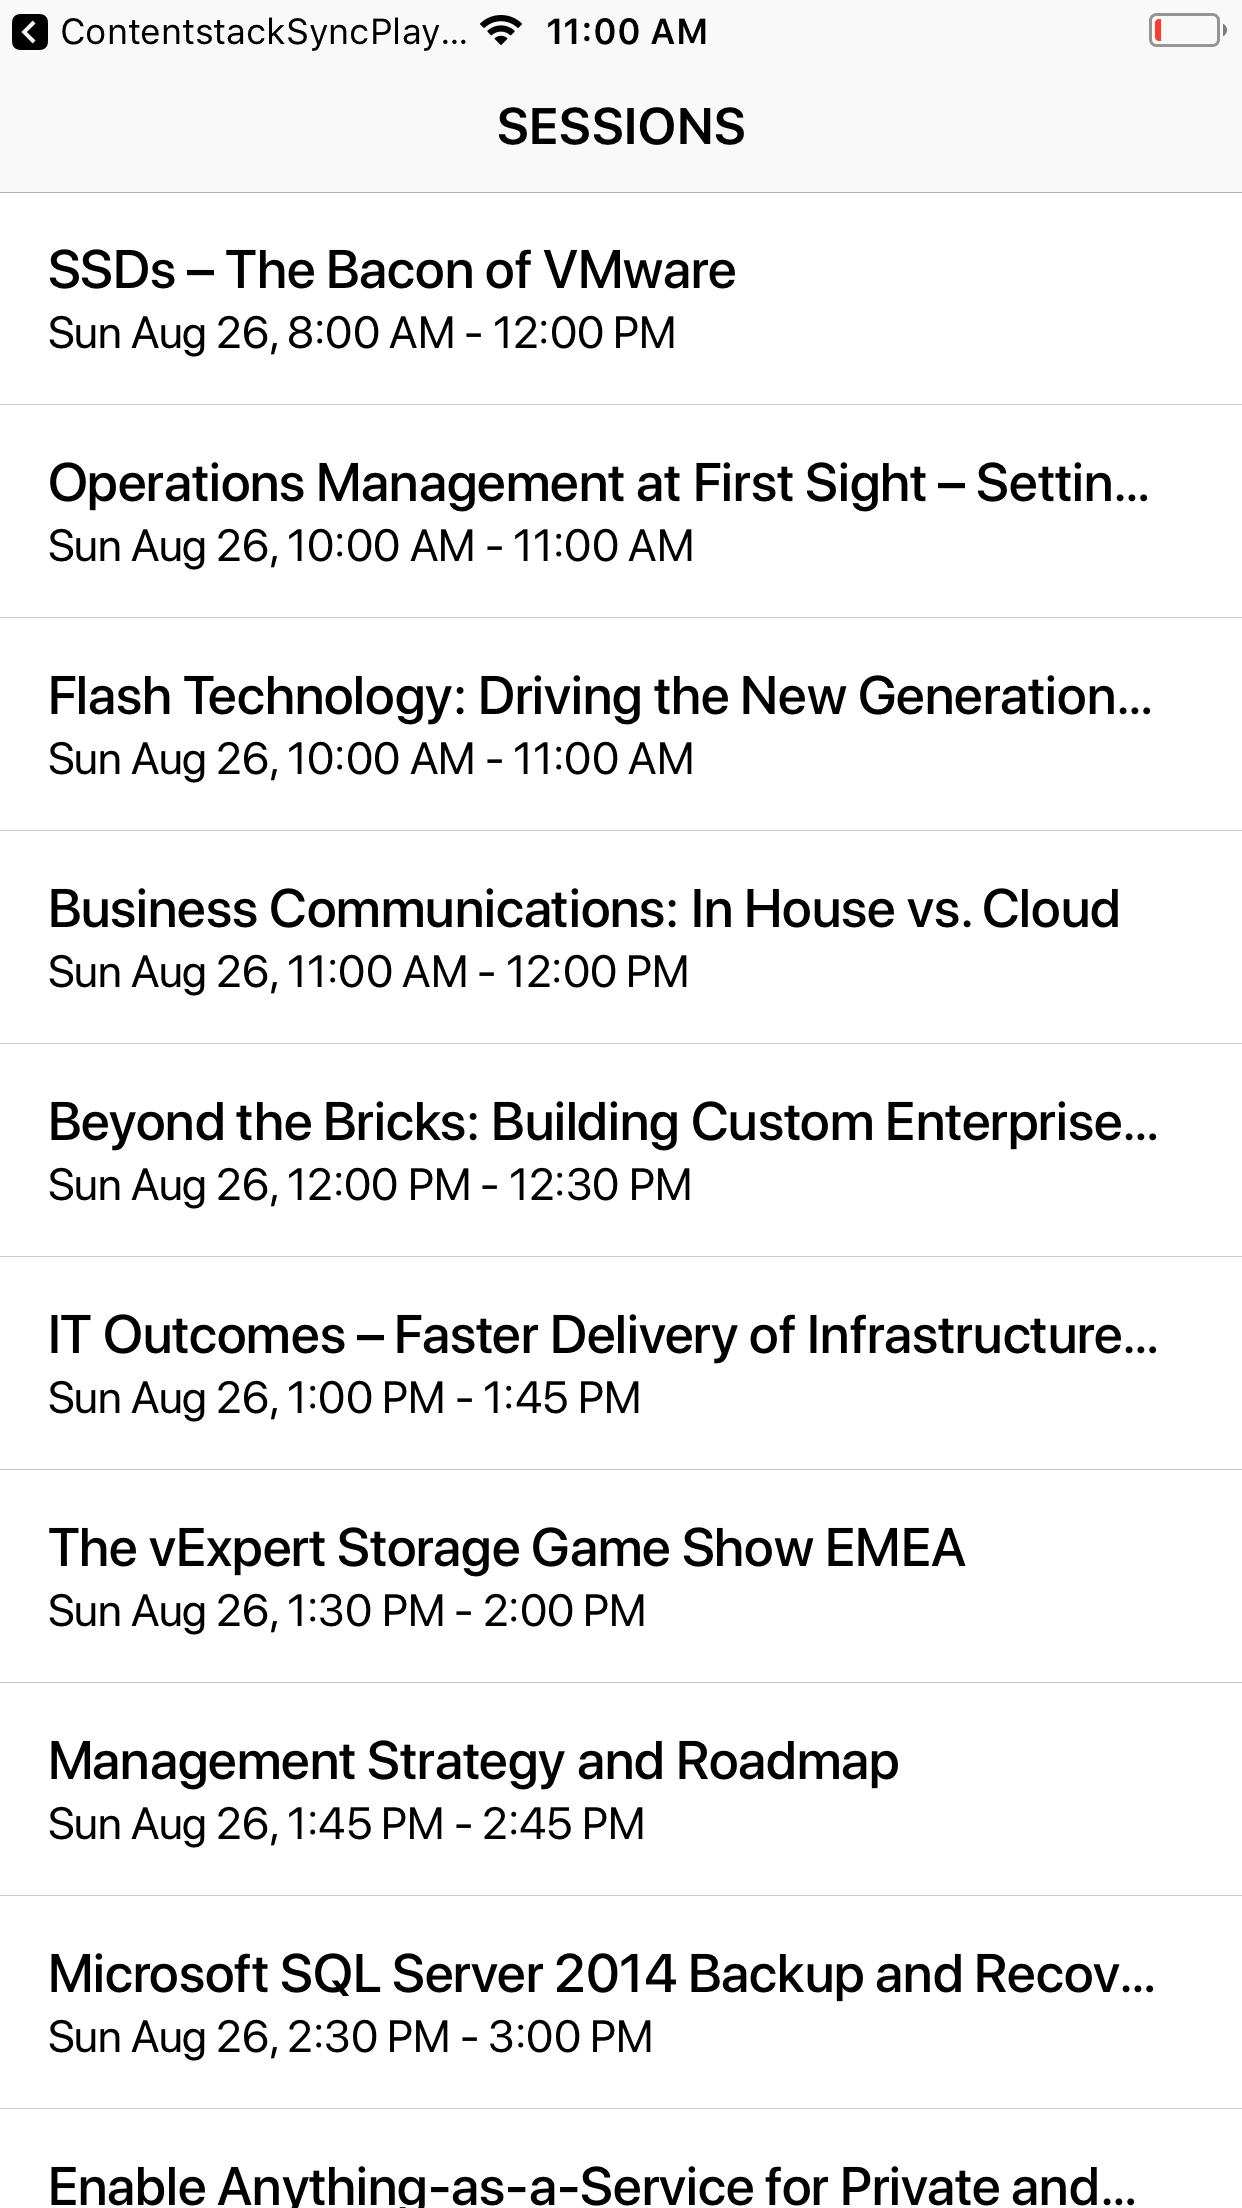 ContentstackSyncPlay... 11:00 AM
SESSIONS
SSDs – The Bacon of VMware
Sun Aug 26, 8:00 AM - 12:00 PM
Operations Management at First Sight – Settin...
Sun Aug 26, 10:00 AM - 11:00 AM
Flash Technology: Driving the New Generation...
Sun Aug 26, 10:00 AM - 11:00 AM
Business Communications: In House vs. Cloud
Sun Aug 26, 11:00 AM - 12:00 PM
Beyond the Bricks: Building Custom Enterprise...
Sun Aug 26, 12:00 PM - 12:30 PM
IT Outcomes – Faster Delivery of Infrastructure...
Sun Aug 26, 1:00 PM - 1:45 PM
The vExpert Storage Game Show EMEA
Sun Aug 26, 1:30 PM - 2:00 PM
Management Strategy and Roadmap
Sun Aug 26, 1:45 PM - 2:45 PM
Microsoft SQL Server 2014 Backup and Recov...
Sun Aug 26, 2:30 PM - 3:00 PM
Enable Anything-as-a-Service for Private and...